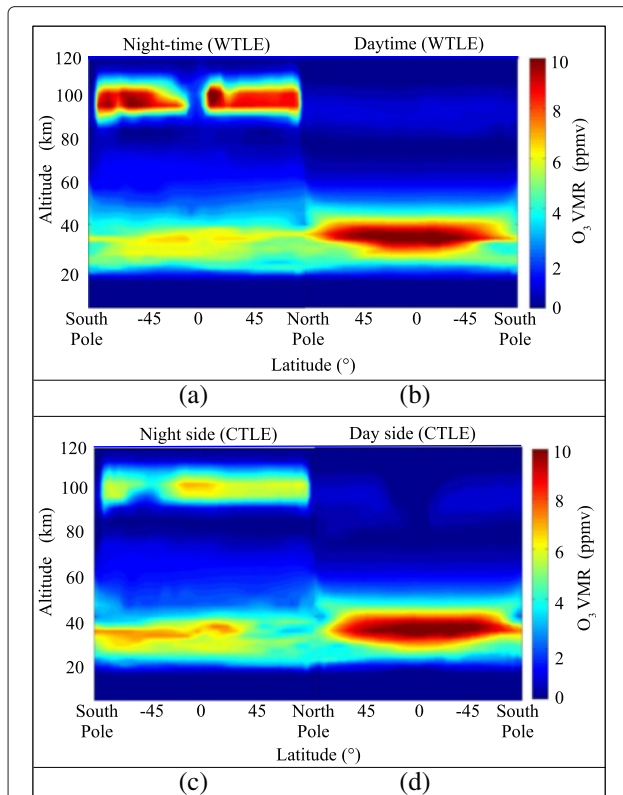 Night-time (WTLE) Daytime (WTLE)
120
100
80
60
40
20
Altitude (km)
South Pole -45 0 45 North Pole 45 0 -45 South Pole
Latitude (°)
10
8
6
4
2
0
O3 VMR (ppmv)
(a) (b)
Night side (CTLE) Day side (CTLE)
120
100
80
60
40
20
Altitude (km)
South Pole -45 0 45 North Pole 45 0 -45 South Pole
Latitude (°)
10
8
6
4
2
0
O3 VMR (ppmv)
(c) (d)